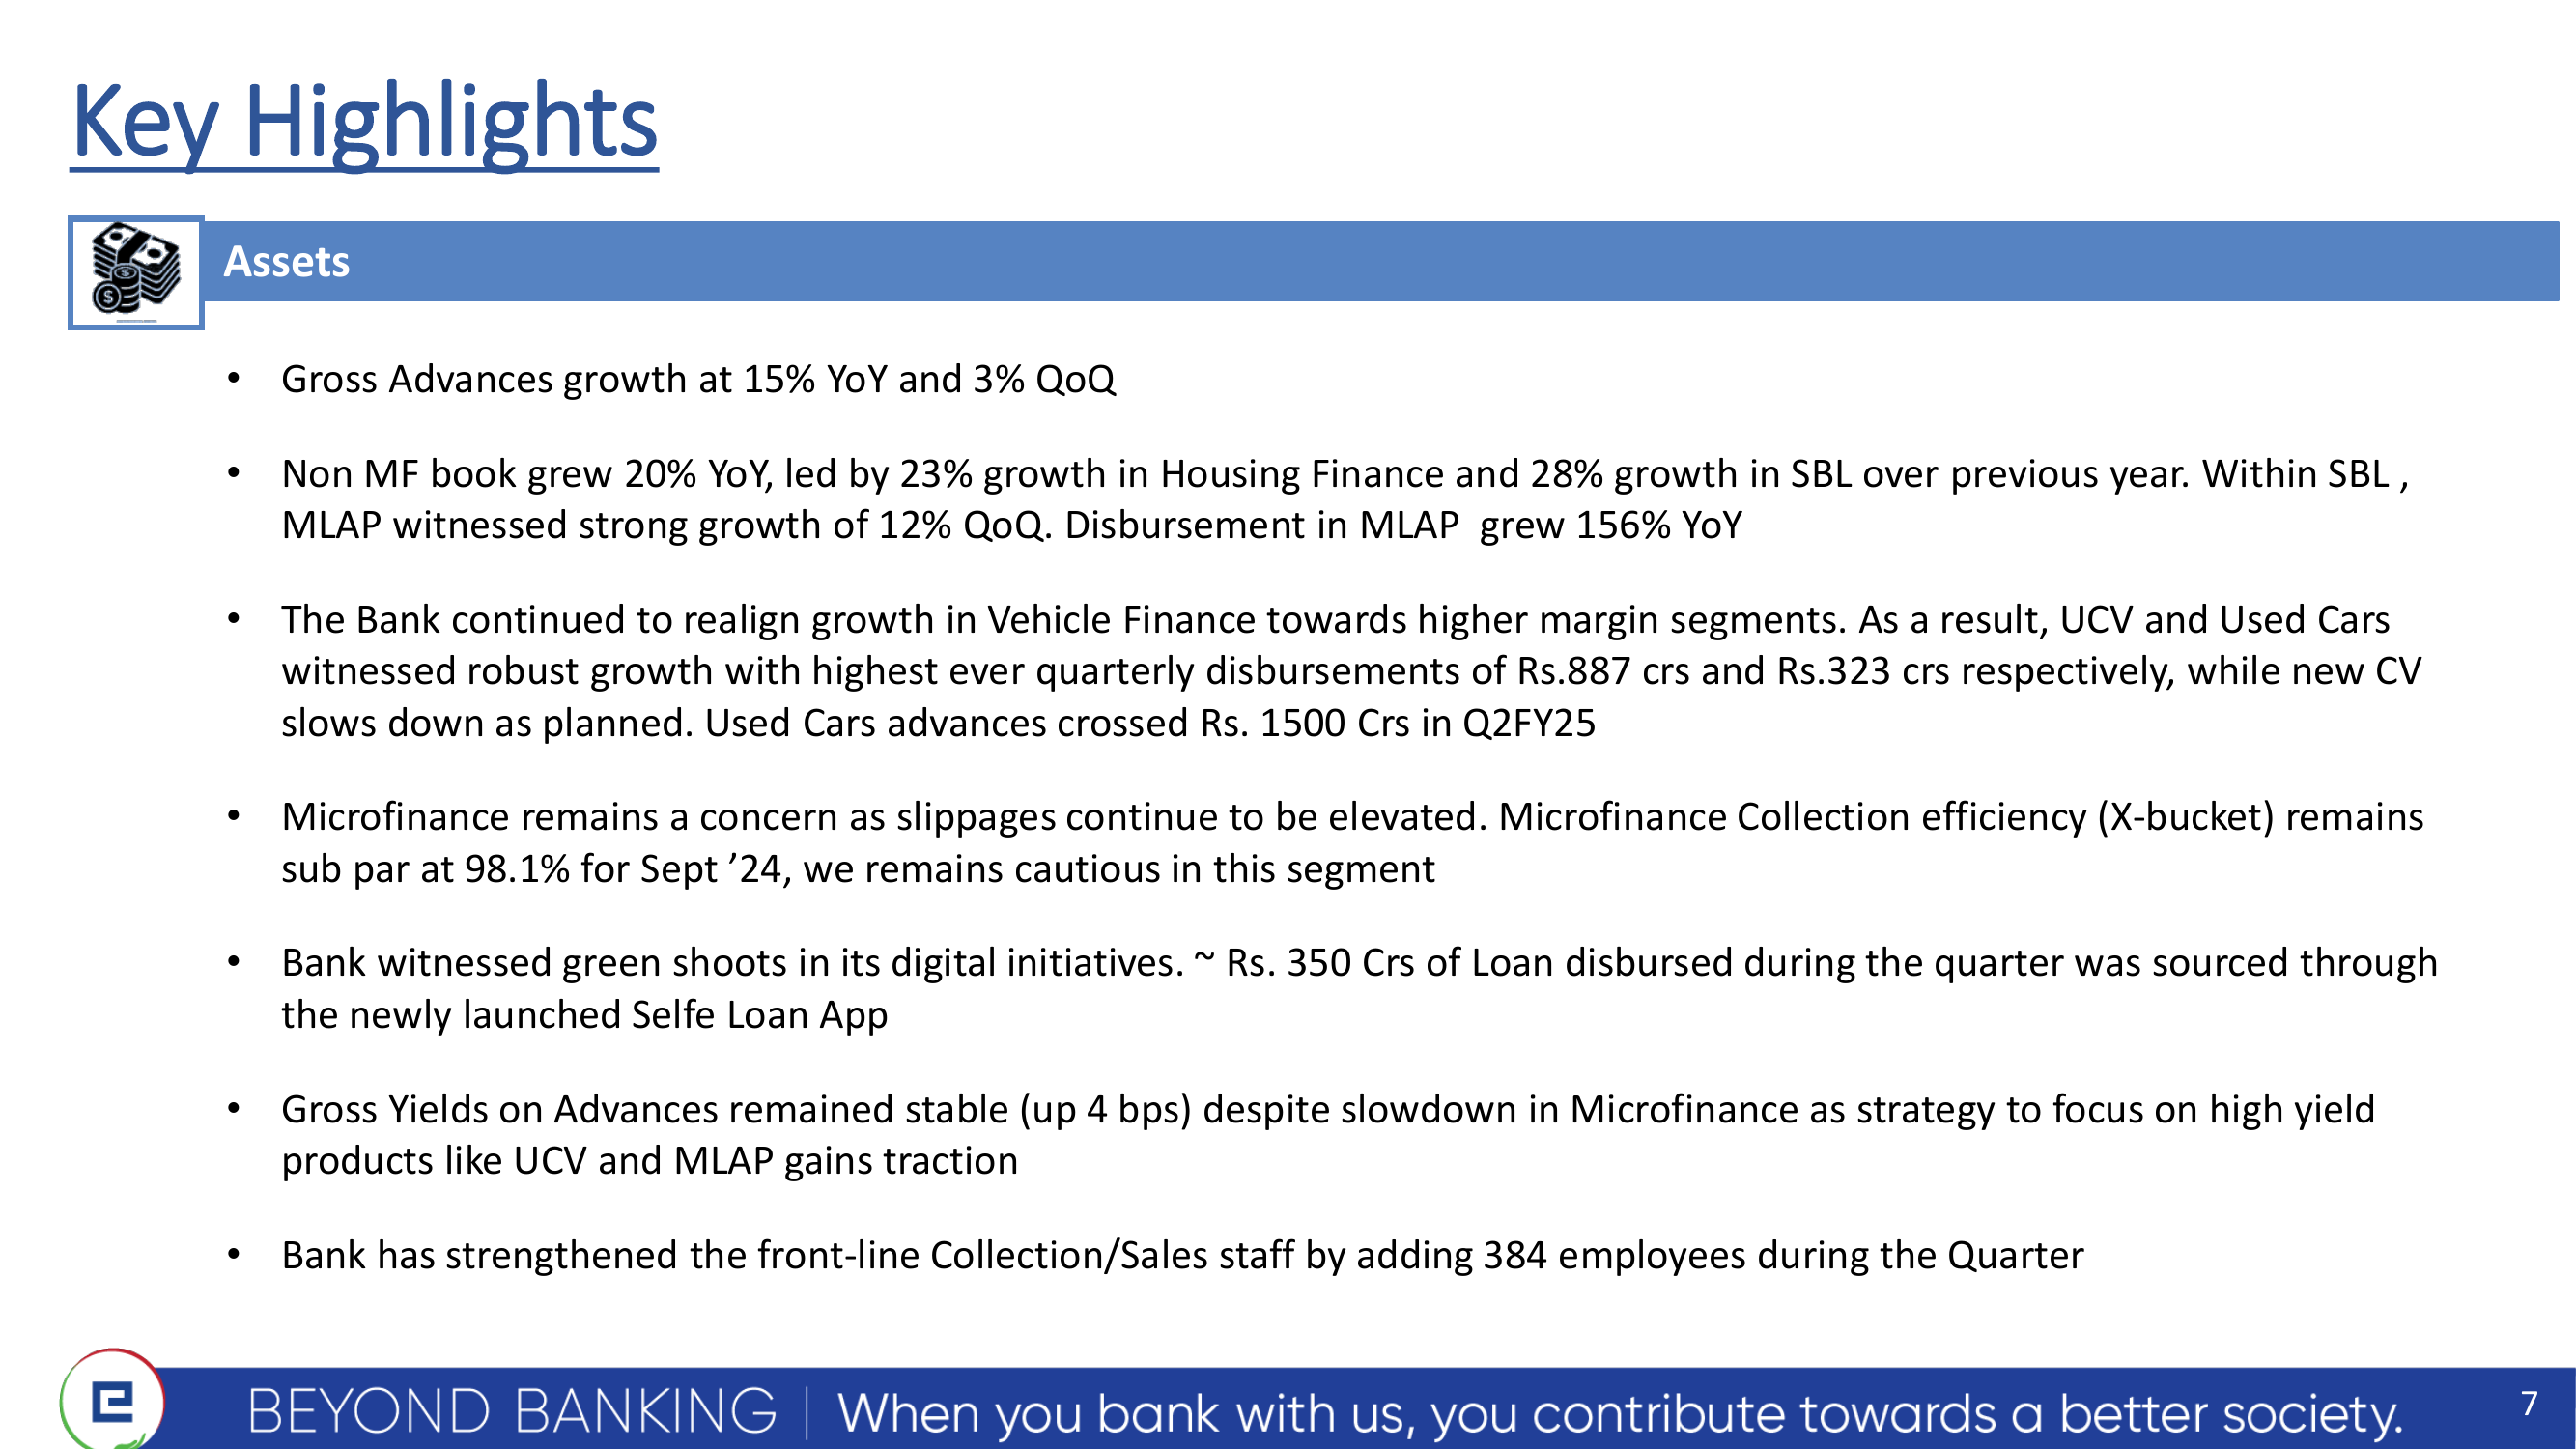 Key Highlights
Assets
• Gross Advances growth at 15% YoY and 3% QoQ
• Non MF book grew 20% YoY, led by 23% growth in Housing Finance and 28% growth in SBL over previous year. Within SBL ,
MLAP witnessed strong growth of 12% QoQ. Disbursement in MLAP  grew 156% YoY
• The Bank continued to realign growth in Vehicle Finance towards higher margin segments. As a result, UCV and Used Cars
witnessed robust growth with highest ever quarterly disbursements of Rs.887 crs and Rs.323 crs respectively, while new CV
slows down as planned. Used Cars advances crossed Rs. 1500 Crs in Q2FY25
• Microfinance remains a concern as slippages continue to be elevated. Microfinance Collection efficiency (X-bucket) remains
sub par at 98.1% for Sept ’24, we remains cautious in this segment
• Bank witnessed green shoots in its digital initiatives. ~ Rs. 350 Crs of Loan disbursed during the quarter was sourced through
the newly launched Selfe Loan App
• Gross Yields on Advances remained stable (up 4 bps) despite slowdown in Microfinance as strategy to focus on high yield
products like UCV and MLAP gains traction
• Bank has strengthened the front-line Collection/Sales staff by adding 384 employees during the Quarter
BEYOND BANKING | When you bank with us, you contribute towards a better society.
7